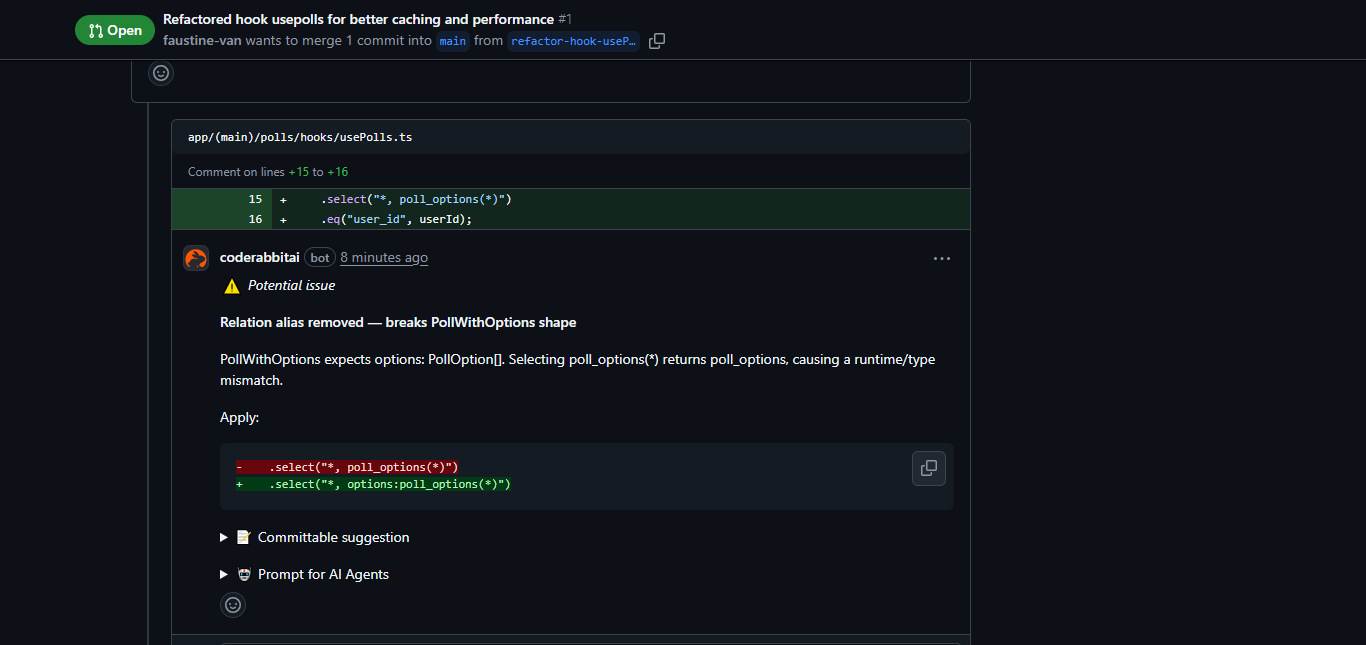 Open
Refactored hook usepolls for better caching and performance #1
faustine-van wants to merge 1 commit into main from refactor-hook-useP…
app/(main)/polls/hooks/usePolls.ts
Comment on lines +15 to +16
15 + .select("*, poll_options(*)")
16 + .eq("user_id", userId);
coderabbitai bot 8 minutes ago
Potential issue
Relation alias removed — breaks PollWithOptions shape
PollWithOptions expects options: PollOption[]. Selecting poll_options(*) returns poll_options, causing a runtime/type
mismatch.
Apply:
- .select("*, poll_options(*)")
+ .select("*, options:poll_options(*)")
Committable suggestion
Prompt for AI Agents